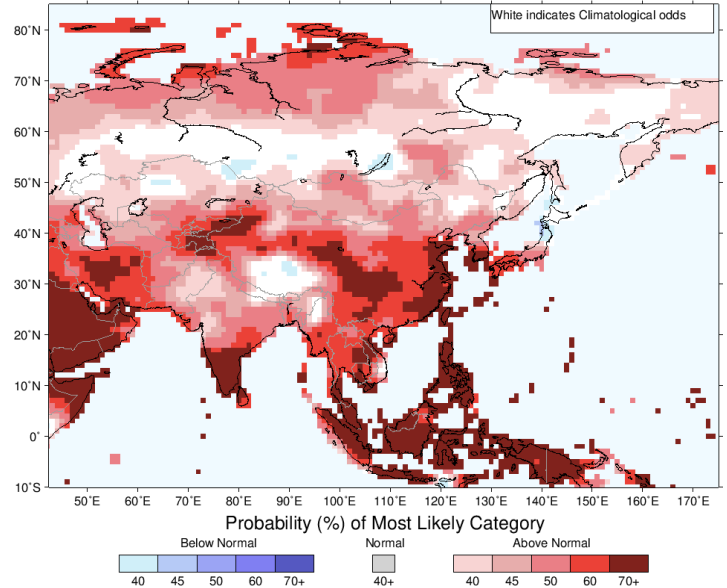 White indicates Climatological odds
80˚N
70˚N
60˚N
50˚N
40˚N
30˚N
20˚N
10˚N
0˚
10˚S
50˚E 60˚E 70˚E 80˚E 90˚E 100˚E 110˚E 120˚E 130˚E 140˚E 150˚E 160˚E 170˚E
Probability (%) of Most Likely Category
Below Normal Normal Above Normal
40 45 50 60 70+ 40+ 40 45 50 60 70+